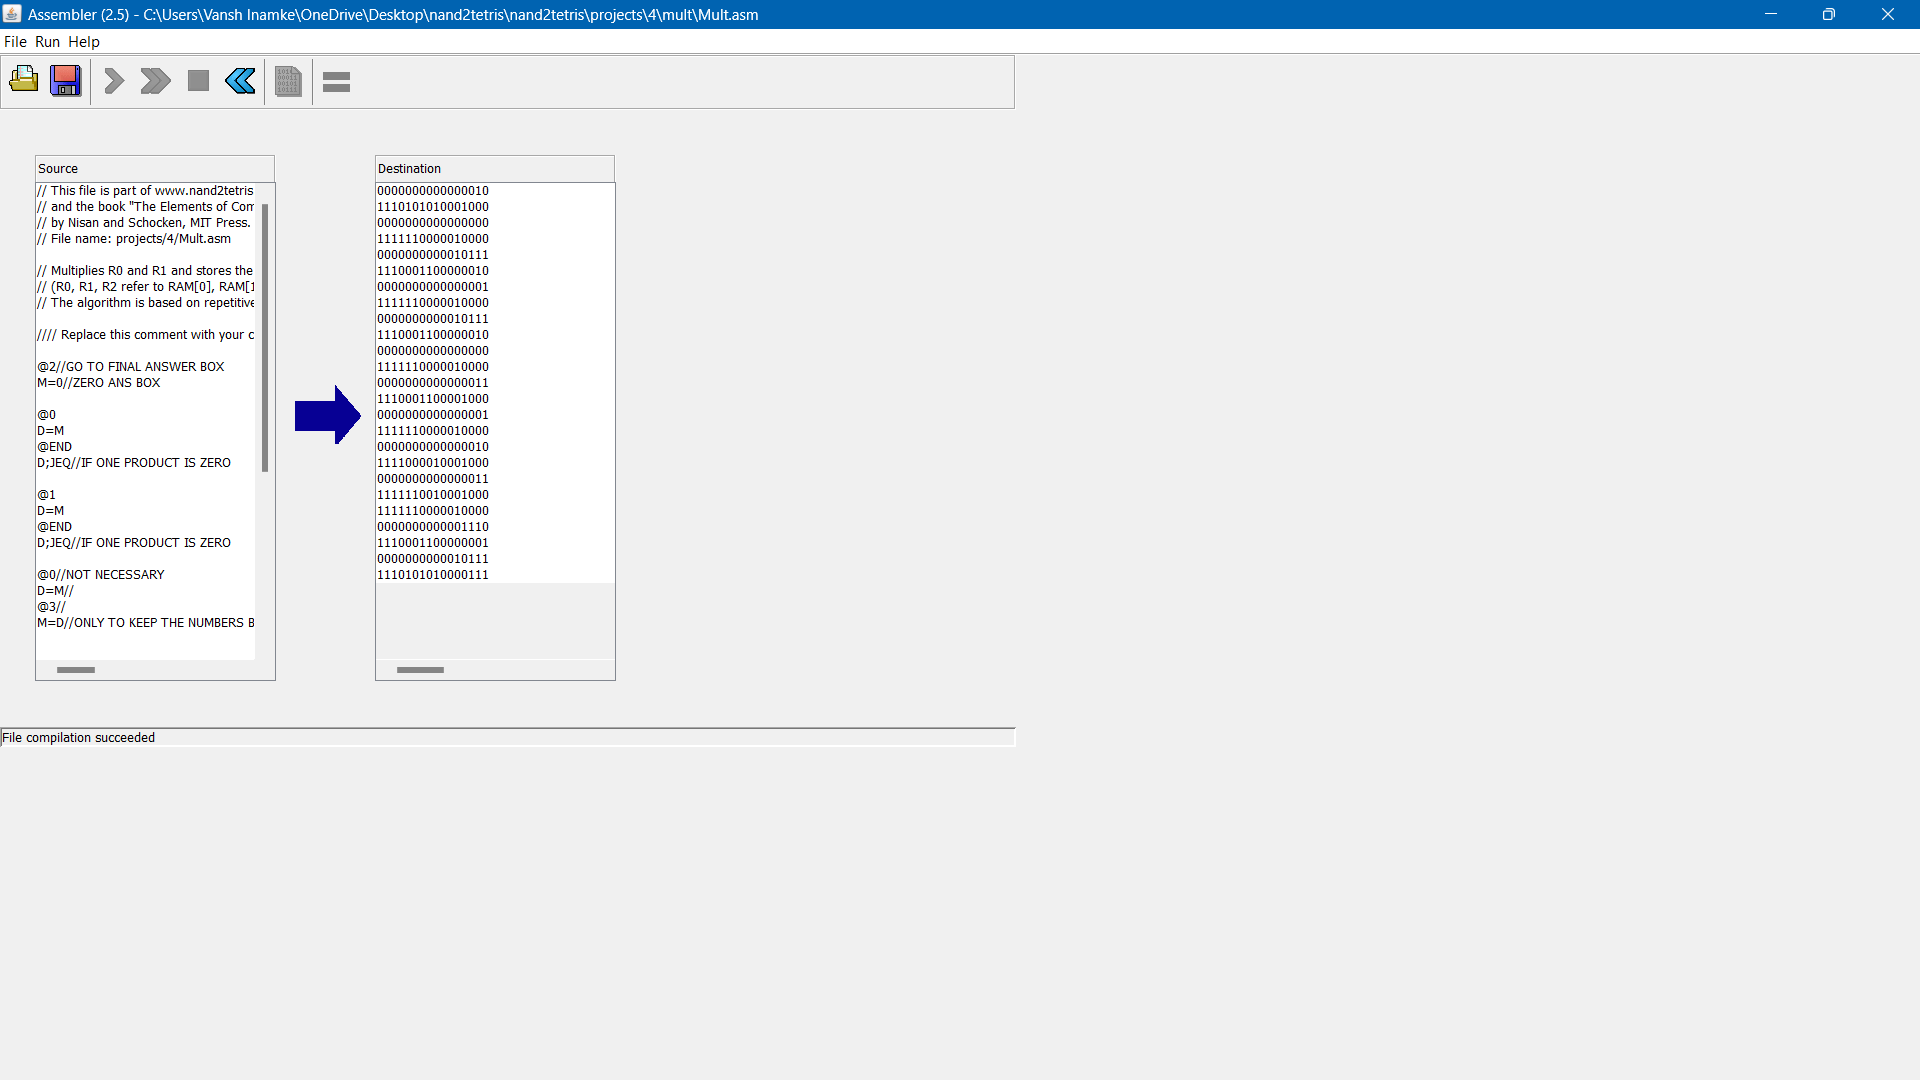 Assembler (2.5) - C:\Users\Vansh Inamke\OneDrive\Desktop\nand2tetris\nand2tetris\projects\4\mult\Mult.asm
File Run Help
Source
// This file is part of www.nand2tetris
// and the book "The Elements of Com
// by Nisan and Schocken, MIT Press.
// File name: projects/4/Mult.asm
// Multiplies R0 and R1 and stores the
// (R0, R1, R2 refer to RAM[0], RAM[1
// The algorithm is based on repetitive
//// Replace this comment with your c
@2//GO TO FINAL ANSWER BOX
M=0//ZERO ANS BOX
@0
D=M
@END
D;JEQ//IF ONE PRODUCT IS ZERO
@1
D=M
@END
D;JEQ//IF ONE PRODUCT IS ZERO
@0//NOT NECESSARY
D=M//
@3//
M=D//ONLY TO KEEP THE NUMBERS B
Destination
0000000000000010
1110101010001000
0000000000000000
1111110000010000
0000000000010111
1110001100000010
0000000000000001
1111110000010000
0000000000010111
1110001100000010
0000000000000000
1111110000010000
0000000000000011
1110001100001000
0000000000000001
1111110000010000
0000000000000010
1111000010001000
0000000000000011
1111110010001000
1111110000010000
0000000000001110
1110001100000001
0000000000010111
1110101010000111
File compilation succeeded